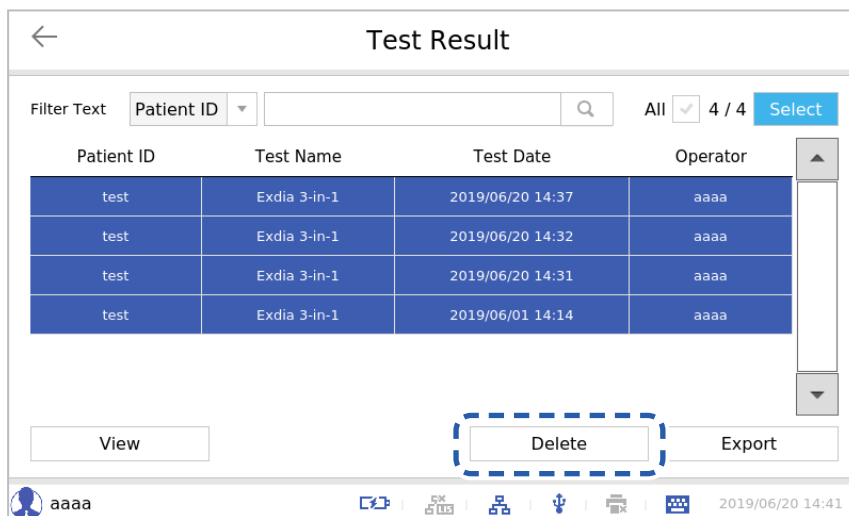 Test Result
Filter Text Patient ID All 4 / 4 Select
Patient ID Test Name Test Date Operator
test Exdia 3-in-1 2019/06/20 14:37 aaaa
test Exdia 3-in-1 2019/06/20 14:32 aaaa
test Exdia 3-in-1 2019/06/20 14:31 aaaa
test Exdia 3-in-1 2019/06/01 14:14 aaaa
View Delete Export
aaaa LIS 2019/06/20 14:41